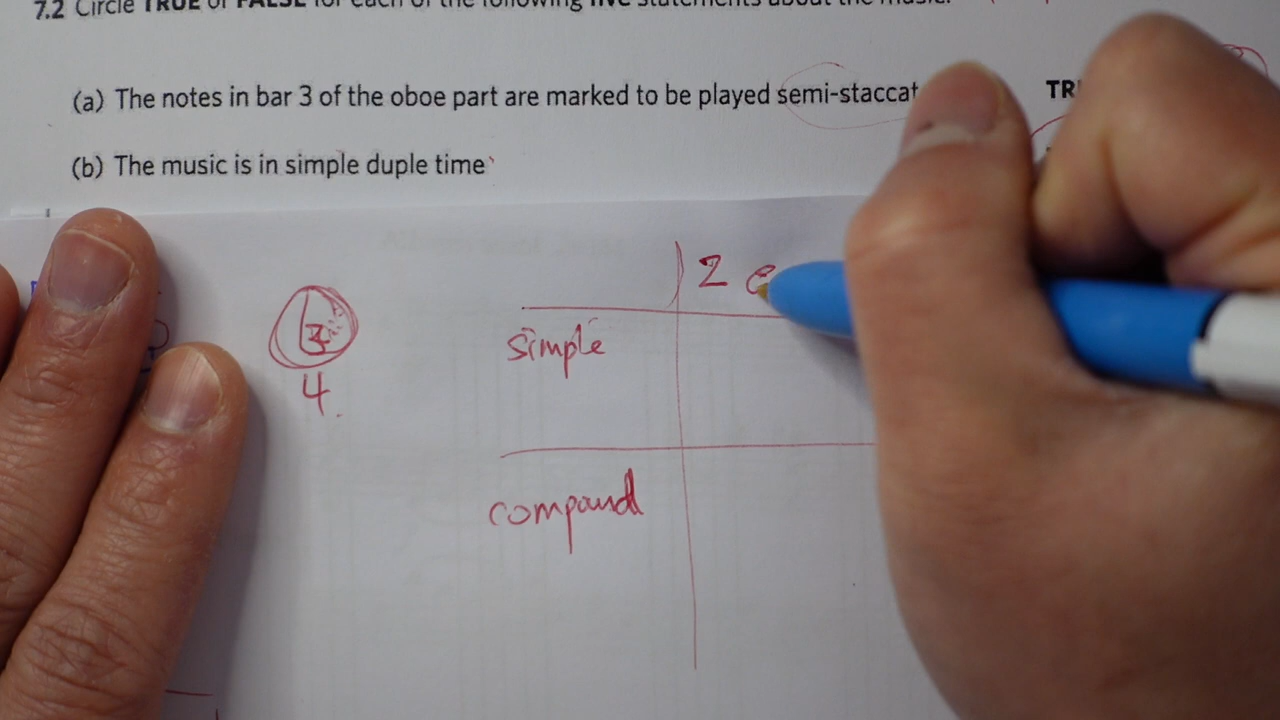 7.2 Circle TRUE or FALSE for each of the following five statements about the music.
(a) The notes in bar 3 of the oboe part are marked to be played semi-staccat TR
(b) The music is in simple duple time
3
4.
2 e
simple
compound